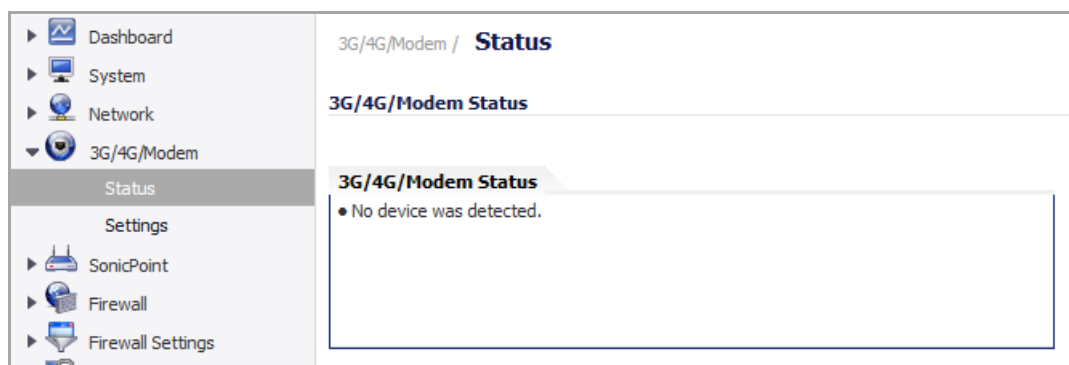 Dashboard
System
Network
3G/4G/Modem
Status
Settings
SonicPoint
Firewall
Firewall Settings
3G/4G/Modem / Status
3G/4G/Modem Status
3G/4G/Modem Status
• No device was detected.